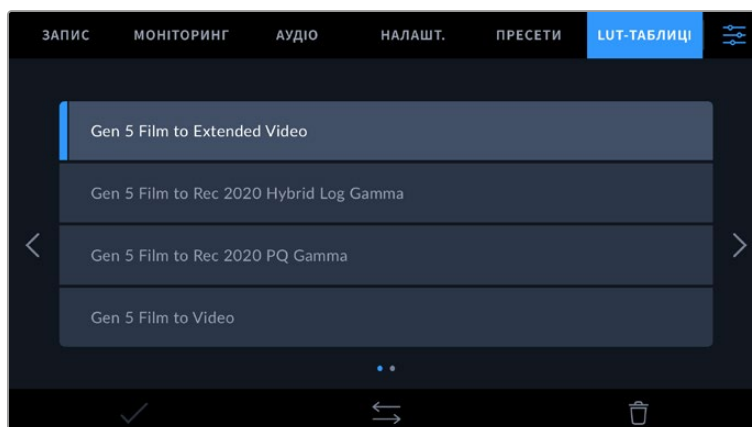 ЗАПИС МОНІТОРИНГ АУДІО НАЛАШТ. ПРЕСЕТИ LUT-ТАБЛИЦІ
Gen 5 Film to Extended Video
Gen 5 Film to Rec 2020 Hybrid Log Gamma
Gen 5 Film to Rec 2020 PQ Gamma
Gen 5 Film to Video